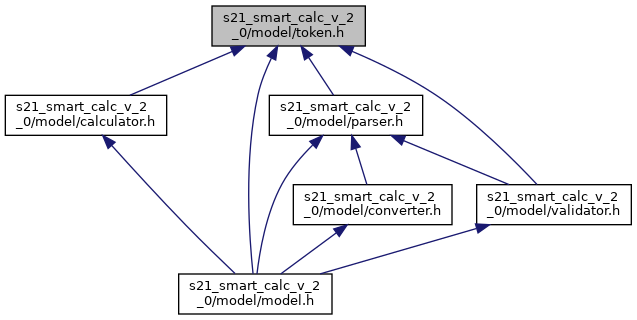 s21_smart_calc_v_2
_0/model/token.h
s21_smart_calc_v_2
_0/model/calculator.h
s21_smart_calc_v_2
_0/model/parser.h
s21_smart_calc_v_2
_0/model/converter.h
s21_smart_calc_v_2
_0/model/validator.h
s21_smart_calc_v_2
_0/model/model.h